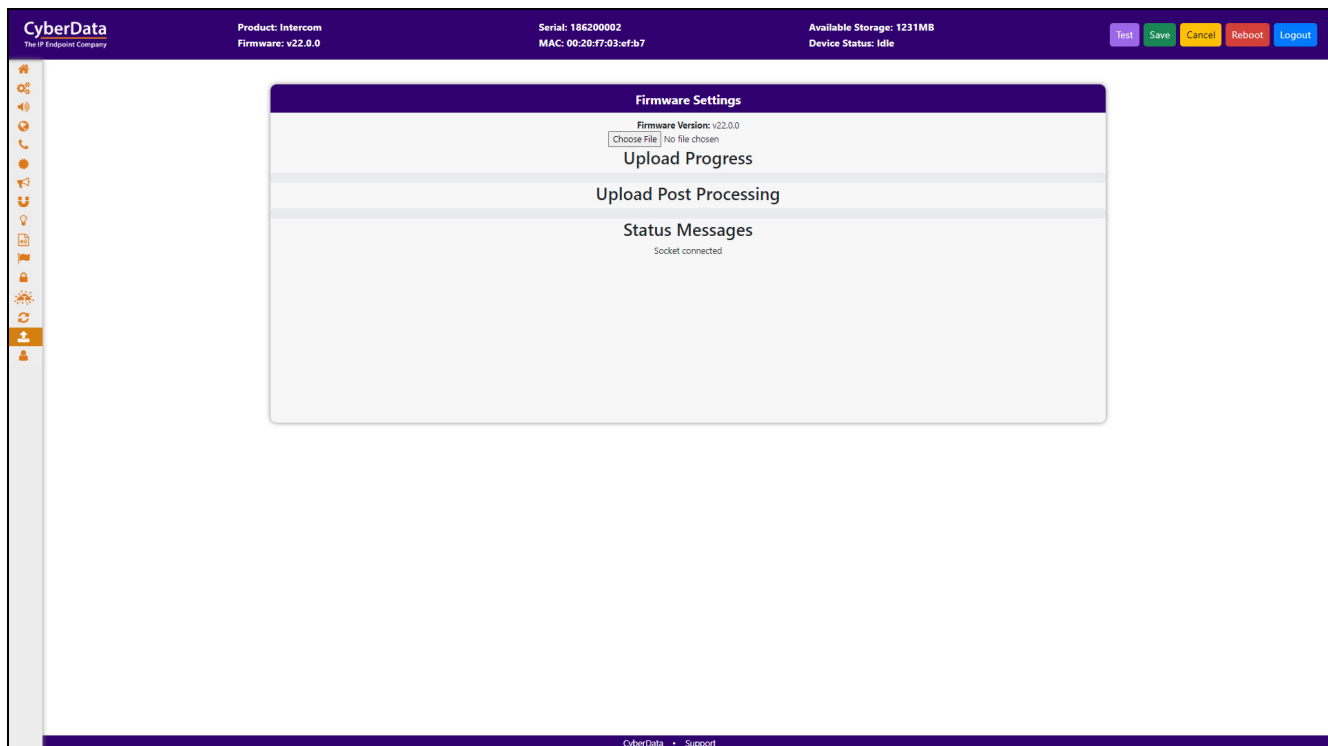 CyberData
The IP Endpoint Company
Product: Intercom
Firmware: v22.0.0
Serial: 186200002
MAC: 00:20:f7:03:ef:b7
Available Storage: 1231MB
Device Status: Idle
Test Save Cancel Reboot Logout
Firmware Settings
Firmware Version: v22.0.0
Choose File No file chosen
Upload Progress
Upload Post Processing
Status Messages
Socket connected
CyberData • Support